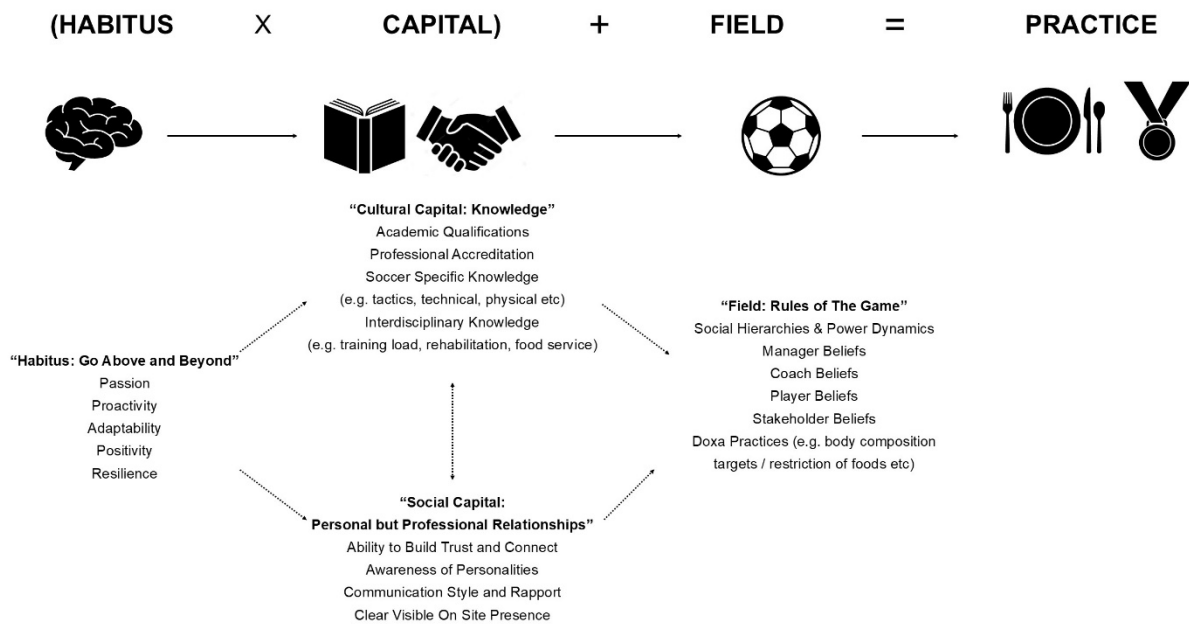 (HABITUS X CAPITAL) + FIELD = PRACTICE
“Cultural Capital: Knowledge”
Academic Qualifications
Professional Accreditation
Soccer Specific Knowledge
(e.g. tactics, technical, physical etc)
Interdisciplinary Knowledge
(e.g. training load, rehabilitation, food service)
“Habitus: Go Above and Beyond”
Passion
Proactivity
Adaptability
Positivity
Resilience
“Social Capital:
Personal but Professional Relationships”
Ability to Build Trust and Connect
Awareness of Personalities
Communication Style and Rapport
Clear Visible On Site Presence
“Field: Rules of The Game”
Social Hierarchies & Power Dynamics
Manager Beliefs
Coach Beliefs
Player Beliefs
Stakeholder Beliefs
Doxa Practices (e.g. body composition
targets / restriction of foods etc)